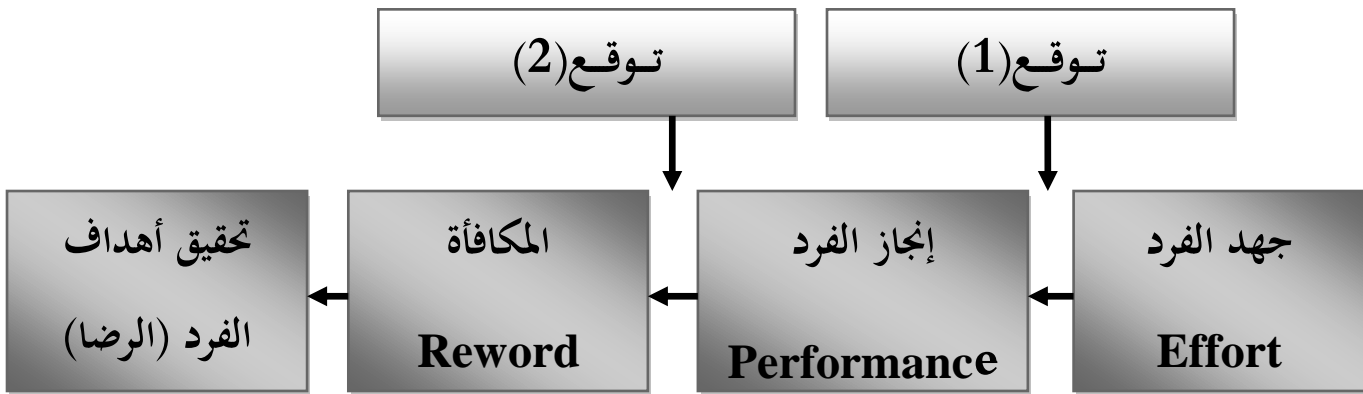 تـوقـع(1)
تـوقـع(2)
جهد الفرد
Effort
إنجاز الفرد
Performance
المكافأة
Reword
تحقيق أهداف
الفرد (الرضا)